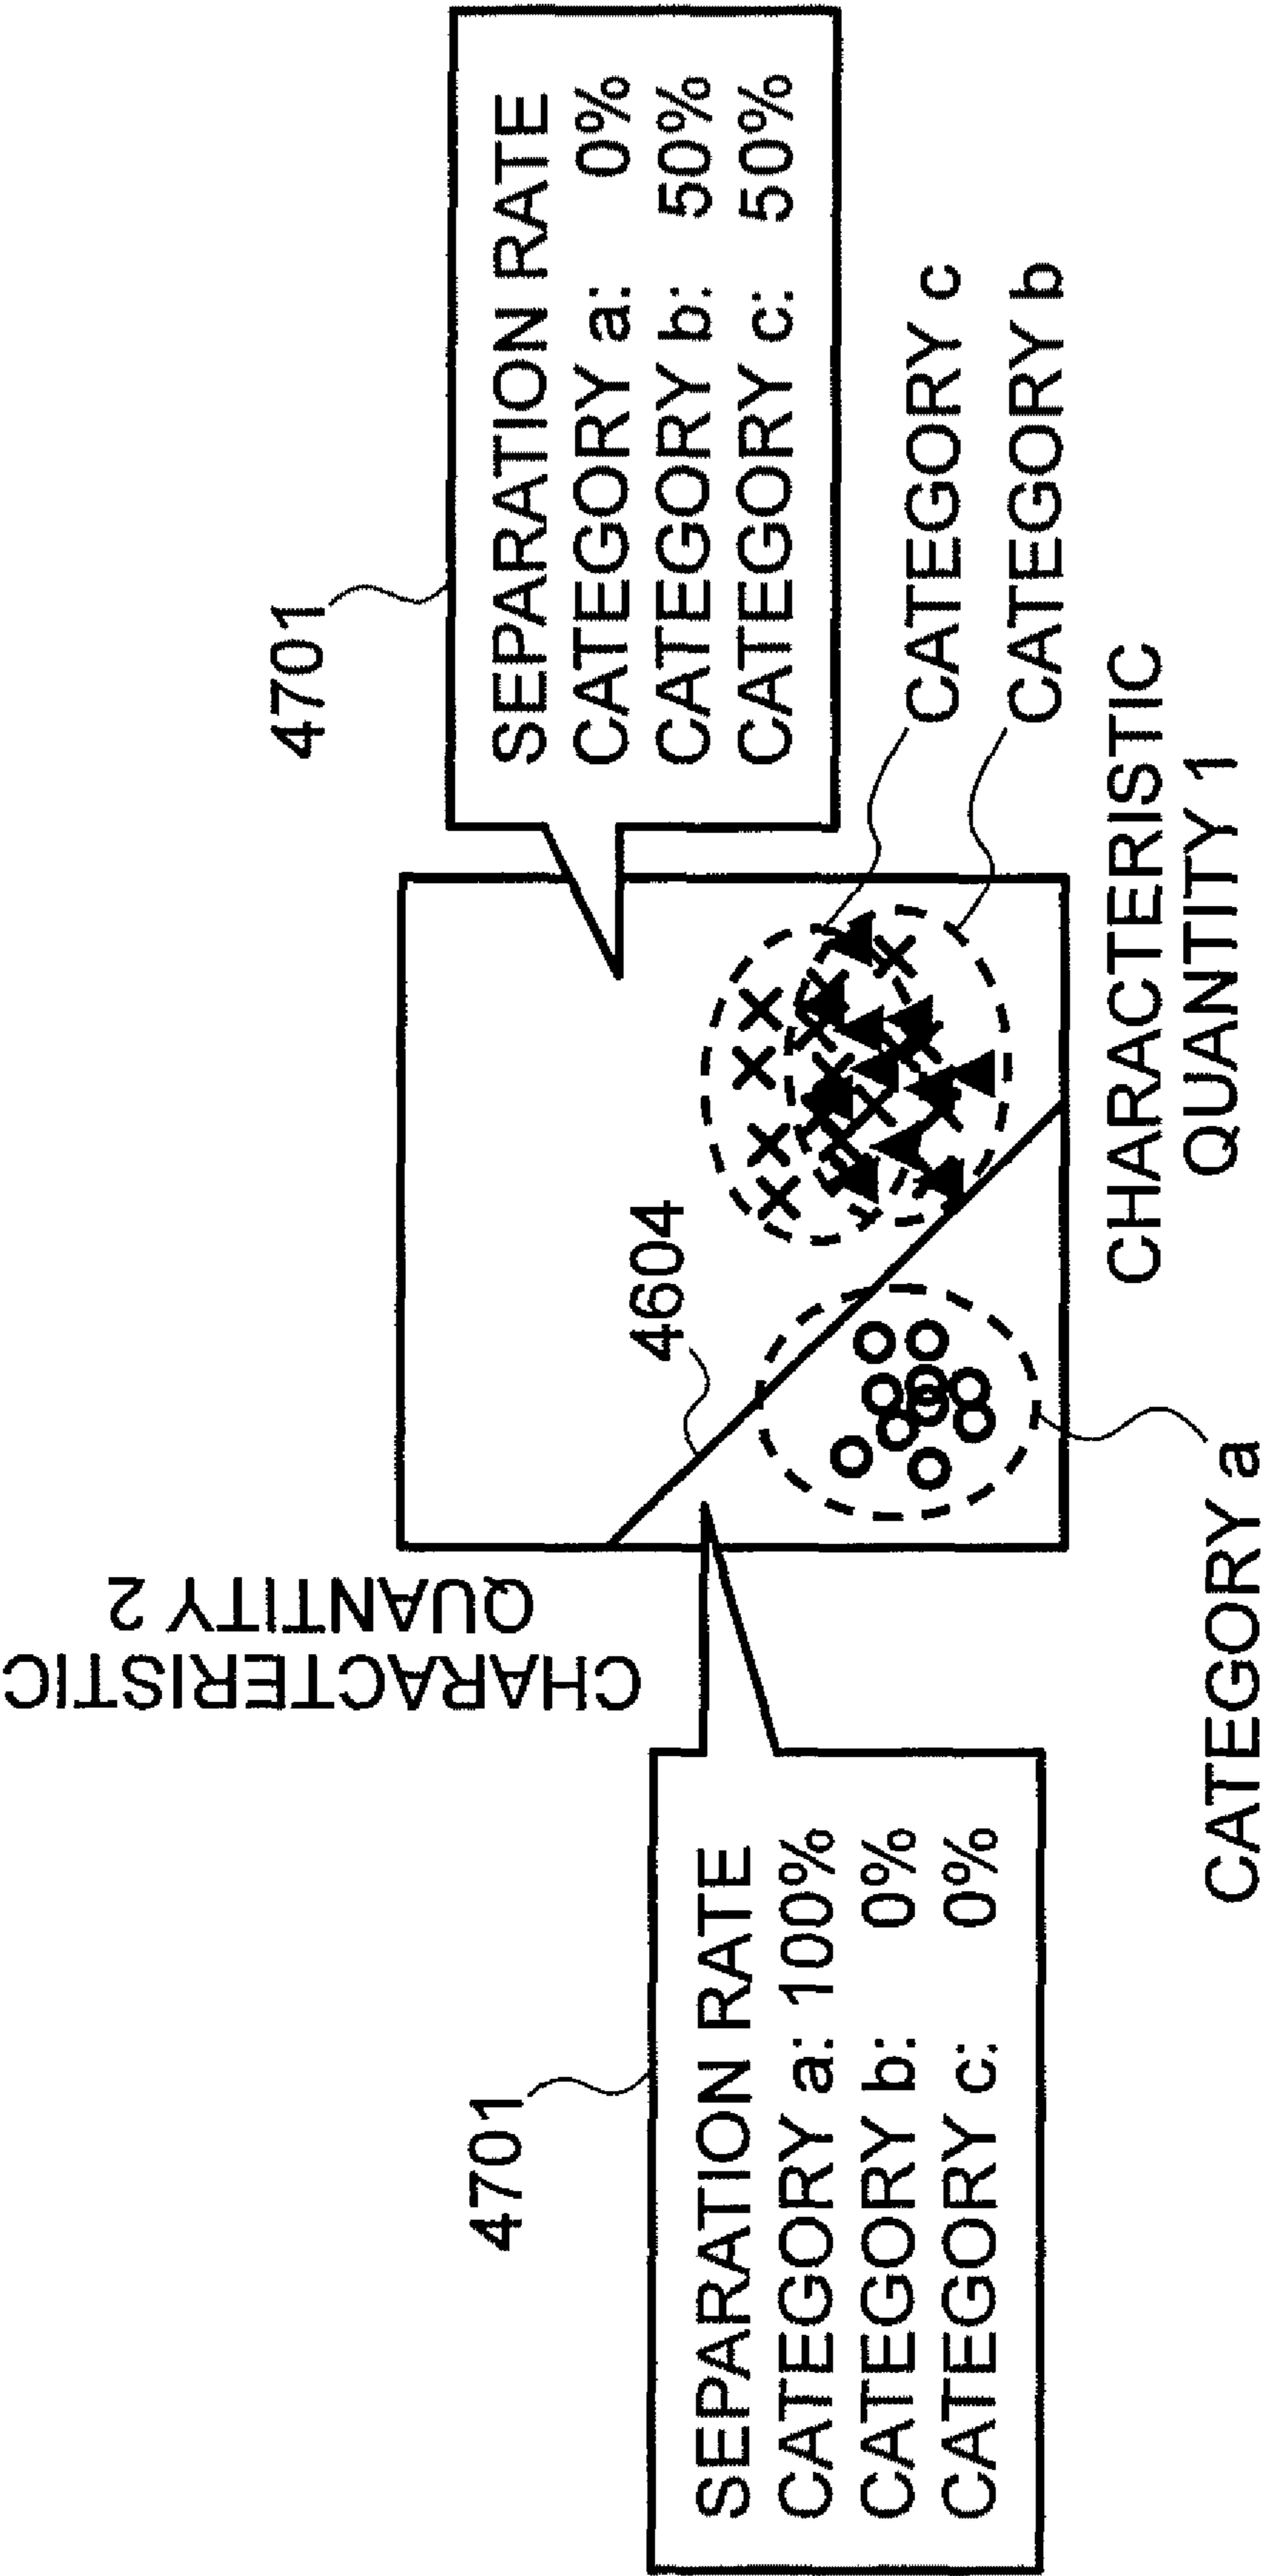 CHARACTERISTIC
QUANTITY 2
4701
SEPARATION RATE
CATEGORY a: 100%
CATEGORY b: 0%
CATEGORY c: 0%
4604
4701
SEPARATION RATE
CATEGORY a: 0%
CATEGORY b: 50%
CATEGORY c: 50%
CATEGORY c
CATEGORY b
CHARACTERISTIC
QUANTITY 1
CATEGORY a